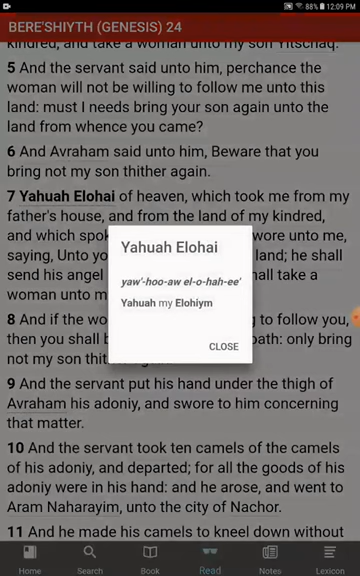 88% 12:09 PM
BERE'SHIYTH (GENESIS) 24
kindred, and take a woman unto my son Yitschaq.
5 And the servant said unto him, perchance the
woman will not be willing to follow me unto this
land: must I needs bring your son again unto the
land from whence you came?
6 And Avraham said unto him, Beware that you
bring not my son thither again.
7 Yahuah Elohai of heaven, which took me from my
father's house, and from the land of my kindred,
and which spok wore unto me,
saying, Unto yo land; he shall
send his angel hall take a
woman unto m
Yahuah Elohai
yaw'-hoo-aw el-o-hah-ee'
Yahuah my Elohiym
CLOSE
8 And if the wo g to follow you,
then you shall b oath: only bring
not my son thit
9 And the servant put his hand under the thigh of
Avraham his adoniy, and swore to him concerning
that matter.
10 And the servant took ten camels of the camels
of his adoniy, and departed; for all the goods of
his adoniy were in his hand: and he arose, and went to
Aram Naharayim, unto the city of Nachor.
11 And he made his camels to kneel down without
Home Search Book Read Notes Lexicon